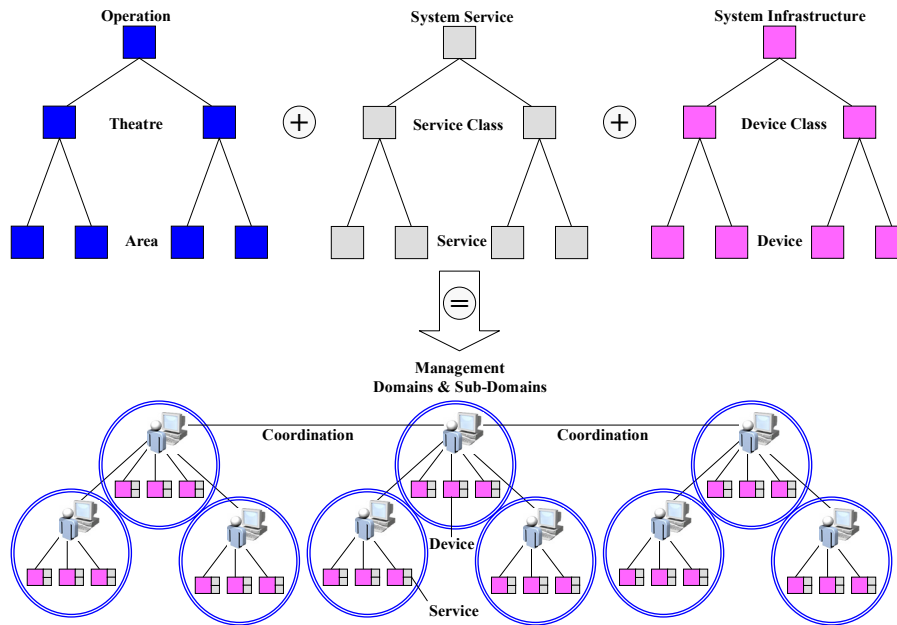 Operation
System Service
System Infrastructure
Theatre
+
Service Class
+
Device Class
Area
Service
Device
=
Management
Domains & Sub-Domains
Coordination
Coordination
Device
Service